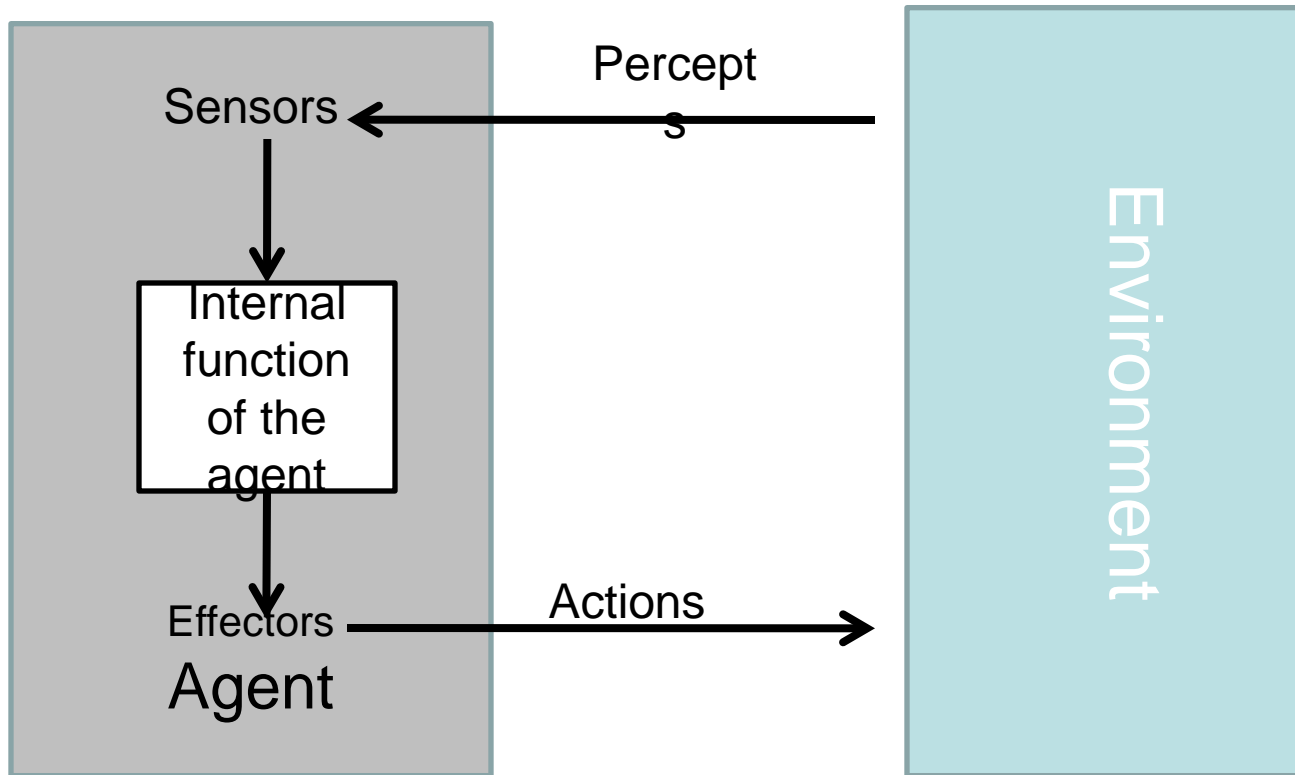 Percept
s
Sensors
Internal
function
of the
agent
Effectors
Actions
Agent
Environment